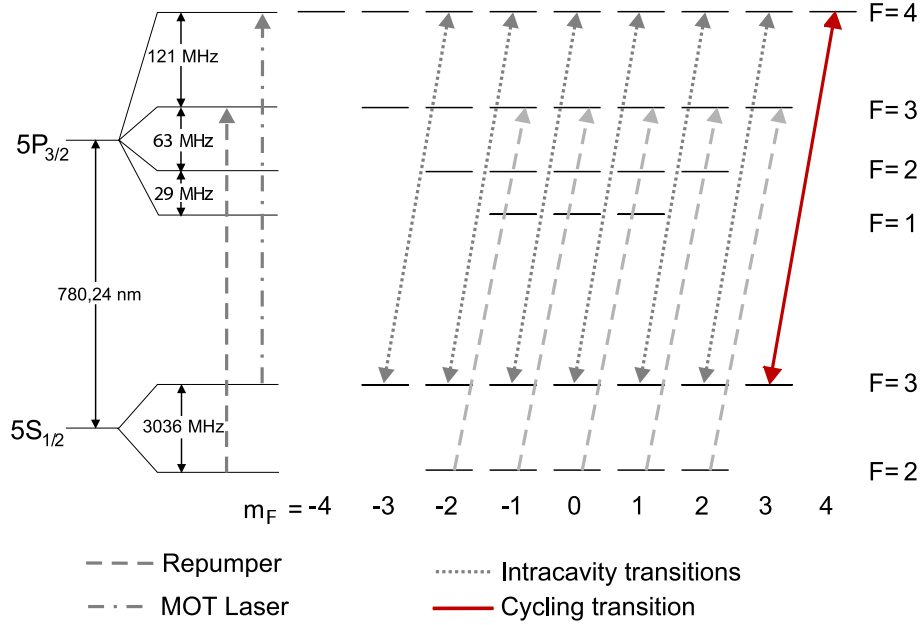 F=4
121 MHz
F=3
5P3/2
63 MHz
F=2
29 MHz
F=1
780,24 nm
F=3
5S1/2
3036 MHz
F=2
mF = -4 -3 -2 -1 0 1 2 3 4
Repumper
Intracavity transitions
MOT Laser
Cycling transition